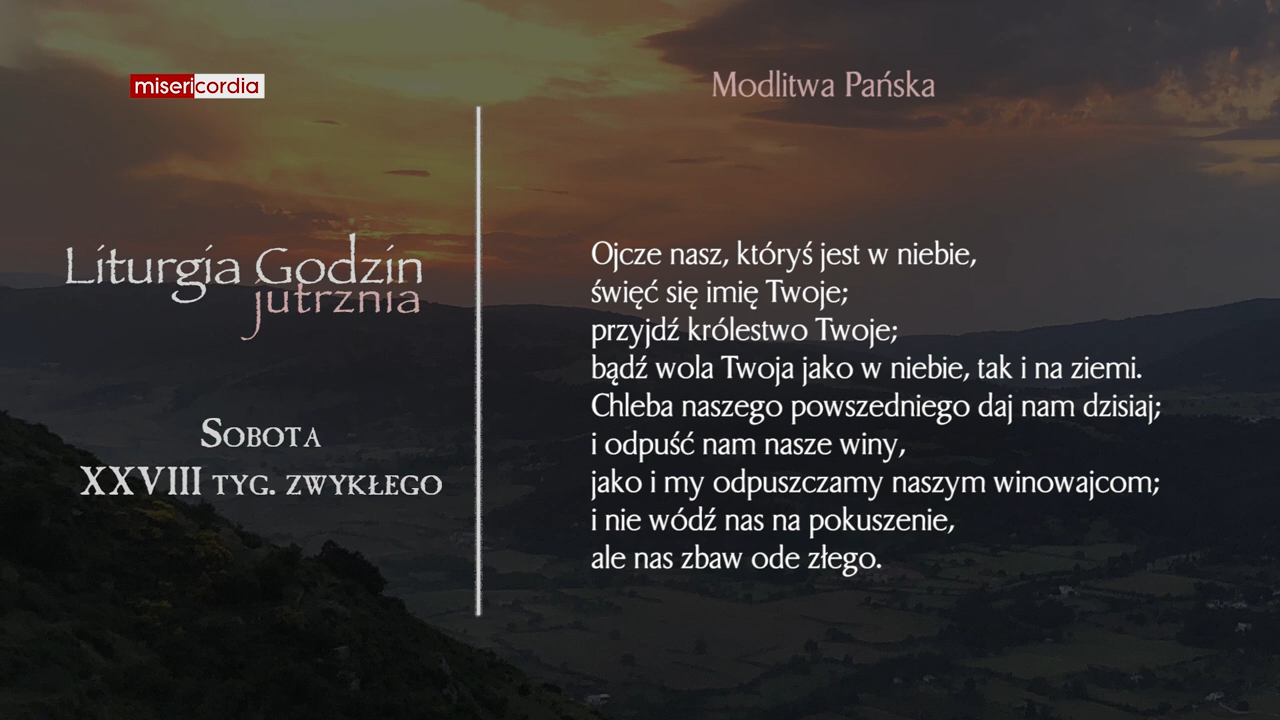 misericordia
Liturgia Godzin
jutrznia
Sobota
XXVIII tyg. zwykłego
Modlitwa Pańska
Ojcze nasz, któryś jest w niebie,
święć się imię Twoje;
przyjdź królestwo Twoje;
bądź wola Twoja jako w niebie, tak i na ziemi.
Chleba naszego powszedniego daj nam dzisiaj;
i odpuść nam nasze winy,
jako i my odpuszczamy naszym winowajcom;
i nie wódź nas na pokuszenie,
ale nas zbaw ode złego.